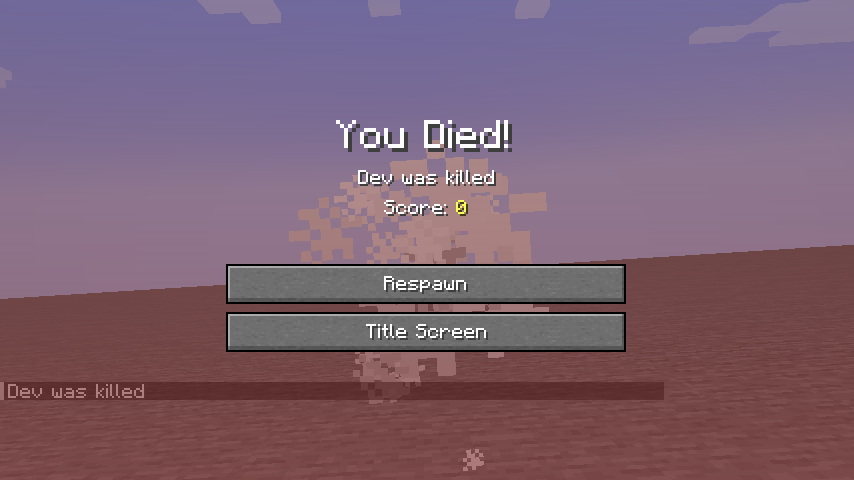 You Died!
Dev was killed
Score: 0
Respawn
Title Screen
Dev was killed